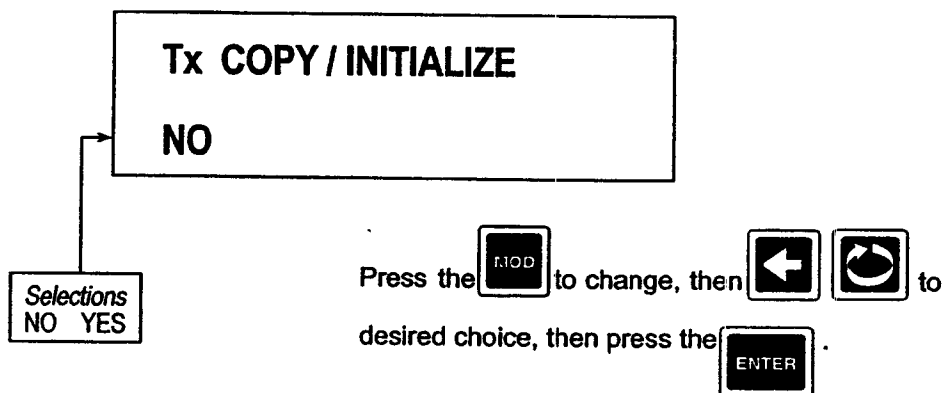 Tx COPY / INITIALIZE
NO
Selections
NO YES
Press the MOD to change, then to
desired choice, then press the ENTER .